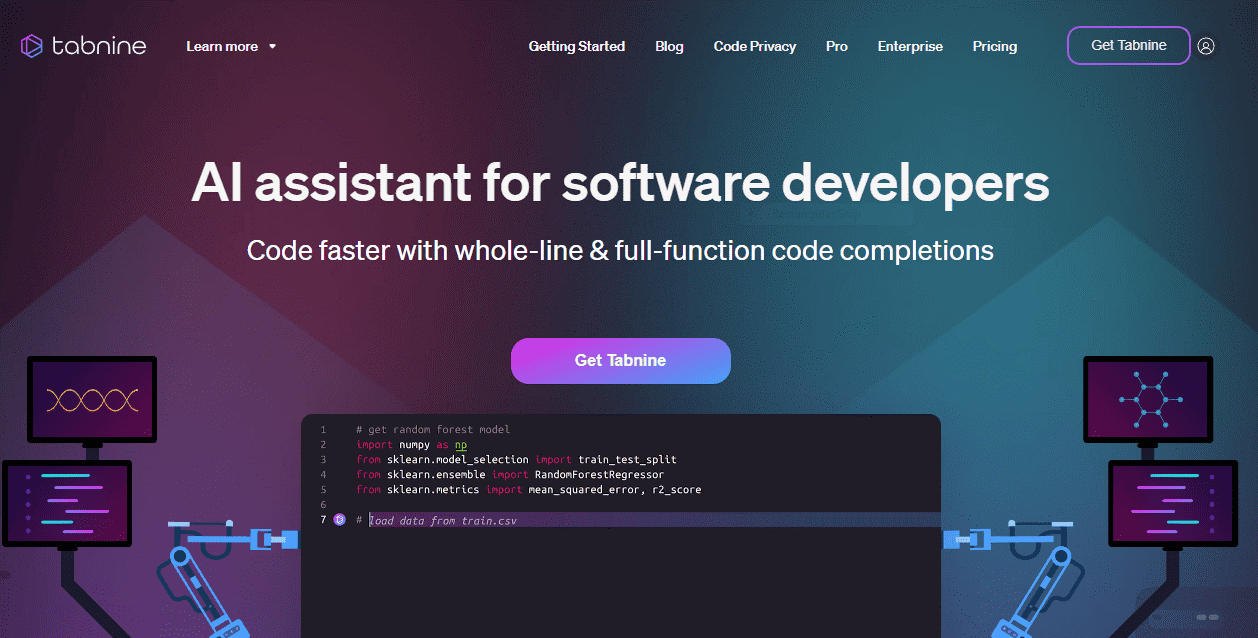 tabnine
Learn more
Getting Started
Blog
Code Privacy
Pro
Enterprise
Pricing
Get Tabnine
AI assistant for software developers
Code faster with whole-line & full-function code completions
Get Tabnine
1 # get random forest model
2 import numpy as np
3 from sklearn.model_selection import train_test_split
4 from sklearn.ensemble import RandomForestRegressor
5 from sklearn.metrics import mean_squared_error, r2_score
6
7 # load data from train.csv